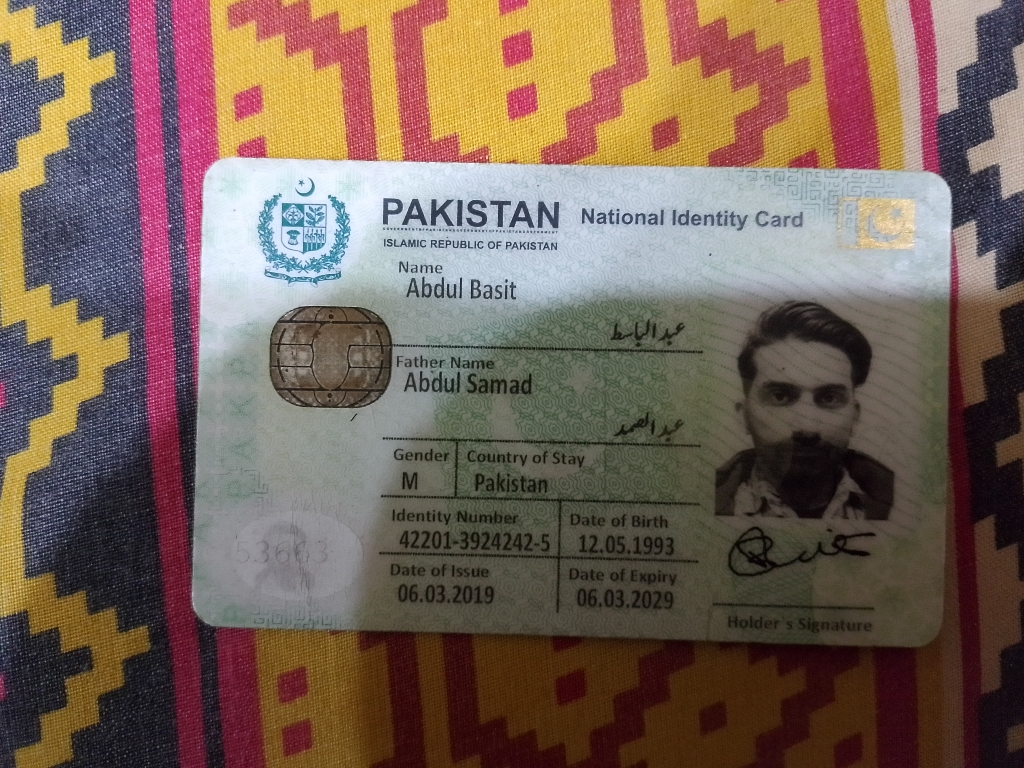 PAKISTAN National Identity Card
ISLAMIC REPUBLIC OF PAKISTAN
Name
Abdul Basit
عبدالباسط
Father Name
Abdul Samad
عبدالصمد
Gender Country of Stay
M Pakistan
Identity Number Date of Birth
42201-3924242-5 12.05.1993
Date of Issue Date of Expiry
06.03.2019 06.03.2029
Holder's Signature